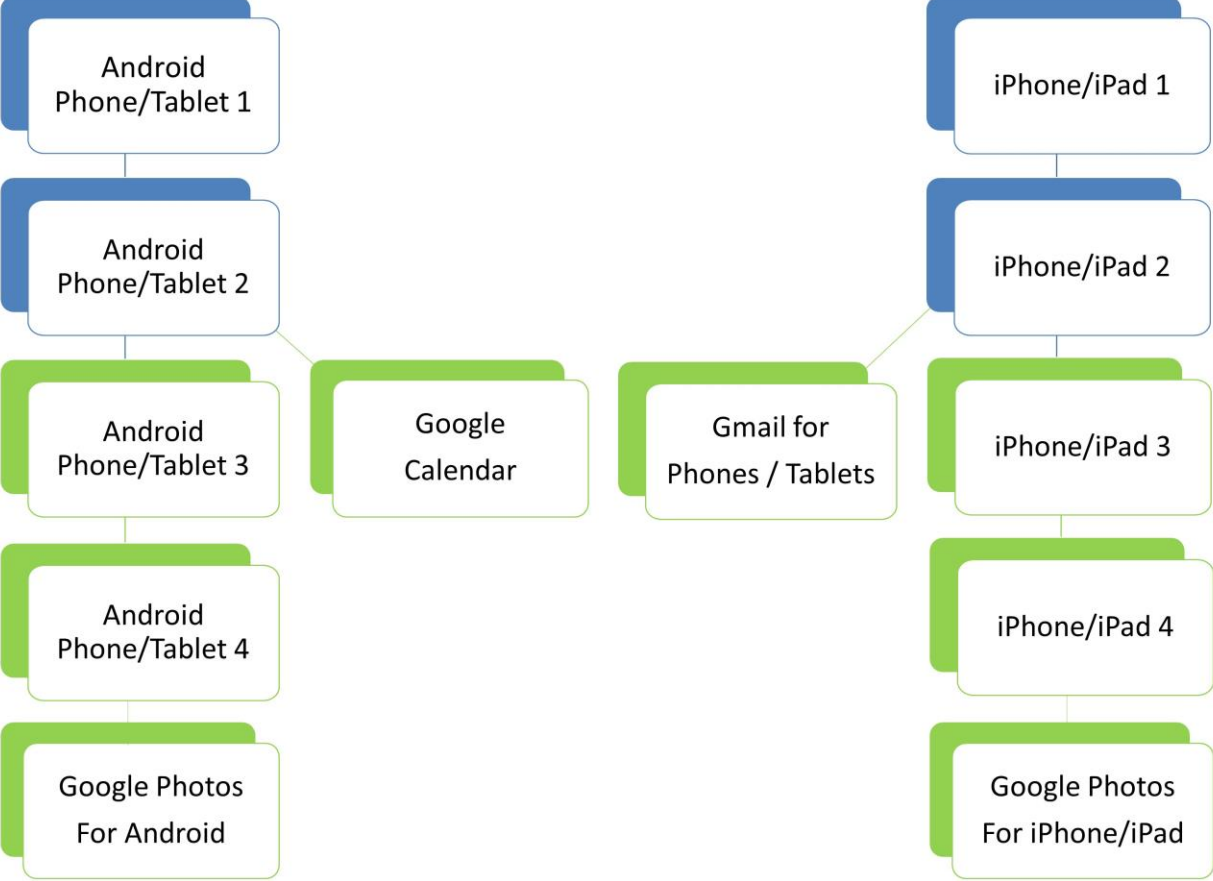 Android
Phone/Tablet 1
iPhone/iPad 1
Android
Phone/Tablet 2
iPhone/iPad 2
Android
Phone/Tablet 3
Google
Calendar
Gmail for
Phones / Tablets
iPhone/iPad 3
Android
Phone/Tablet 4
iPhone/iPad 4
Google Photos
For Android
Google Photos
For iPhone/iPad